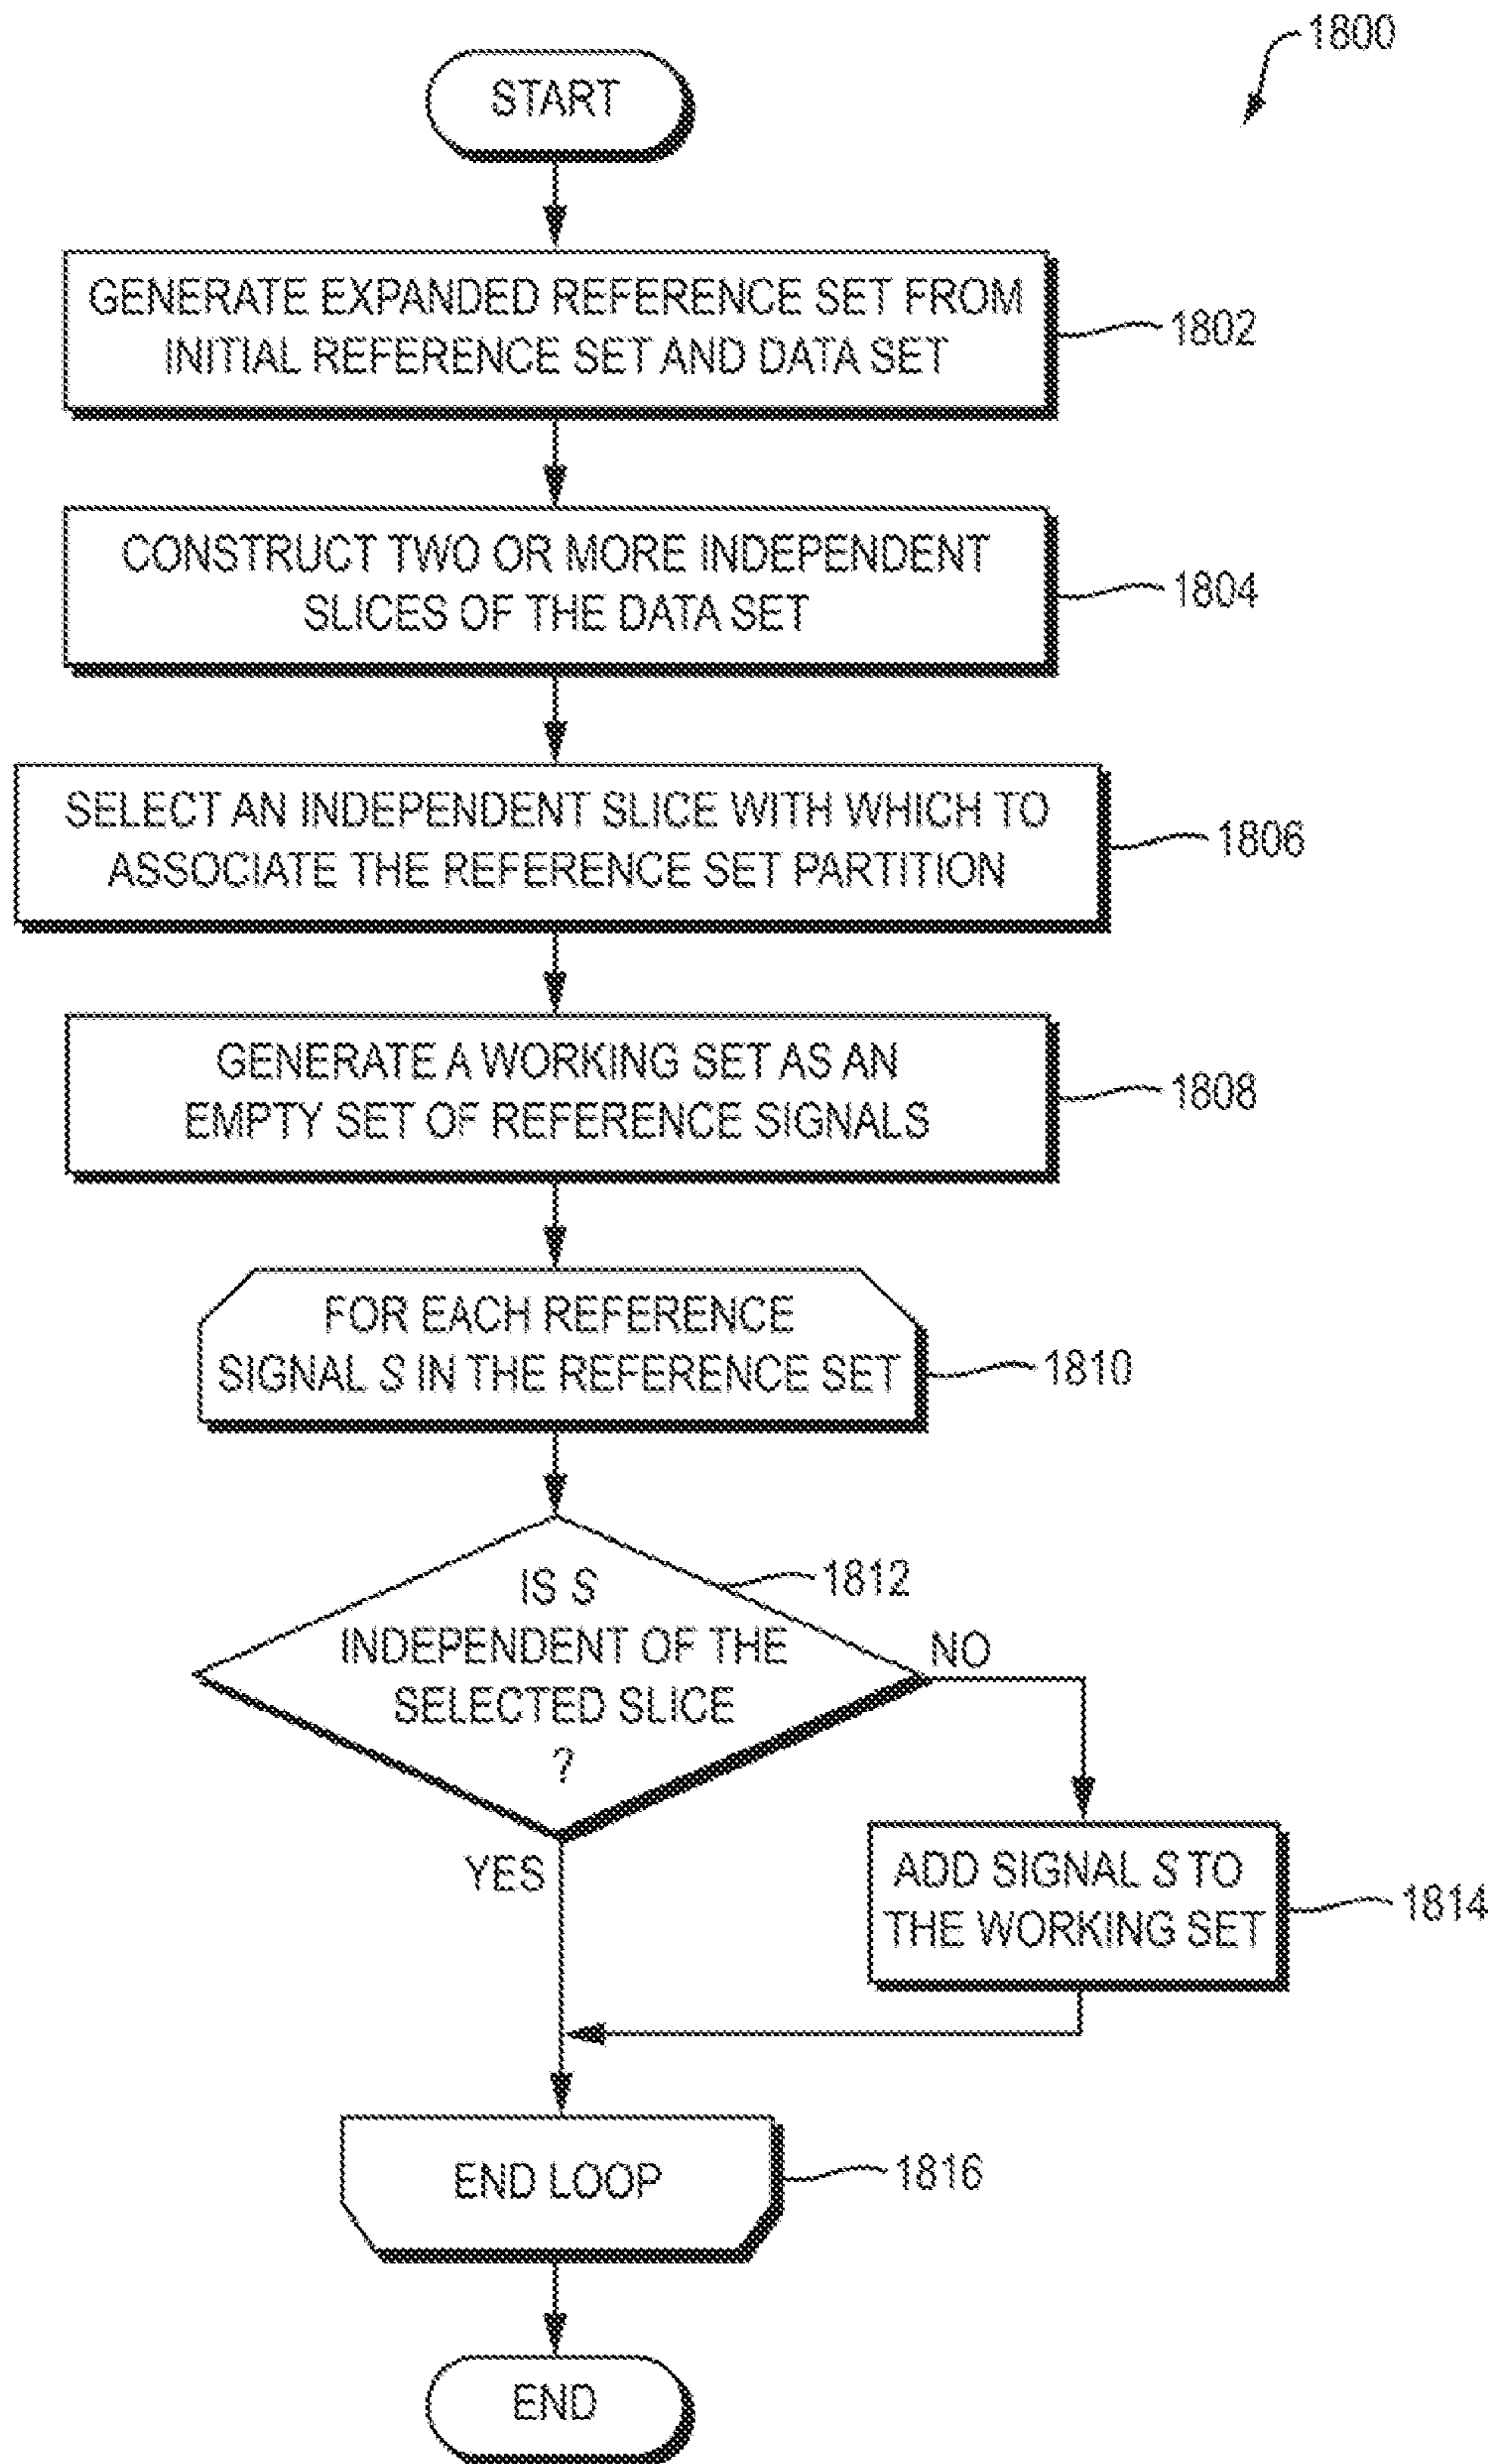 1800
START
GENERATE EXPANDED REFERENCE SET FROM
INITIAL REFERENCE SET AND DATA SET
1802
CONSTRUCT TWO OR MORE INDEPENDENT
SLICES OF THE DATA SET
1804
SELECT AN INDEPENDENT SLICE WITH WHICH TO
ASSOCIATE THE REFERENCE SET PARTITION
1806
GENERATE A WORKING SET AS AN
EMPTY SET OF REFERENCE SIGNALS
1808
FOR EACH REFERENCE
SIGNAL S IN THE REFERENCE SET
1810
IS S
INDEPENDENT OF THE
SELECTED SLICE
?
1812
NO
YES
ADD SIGNAL S TO
THE WORKING SET
1814
END LOOP
1816
END